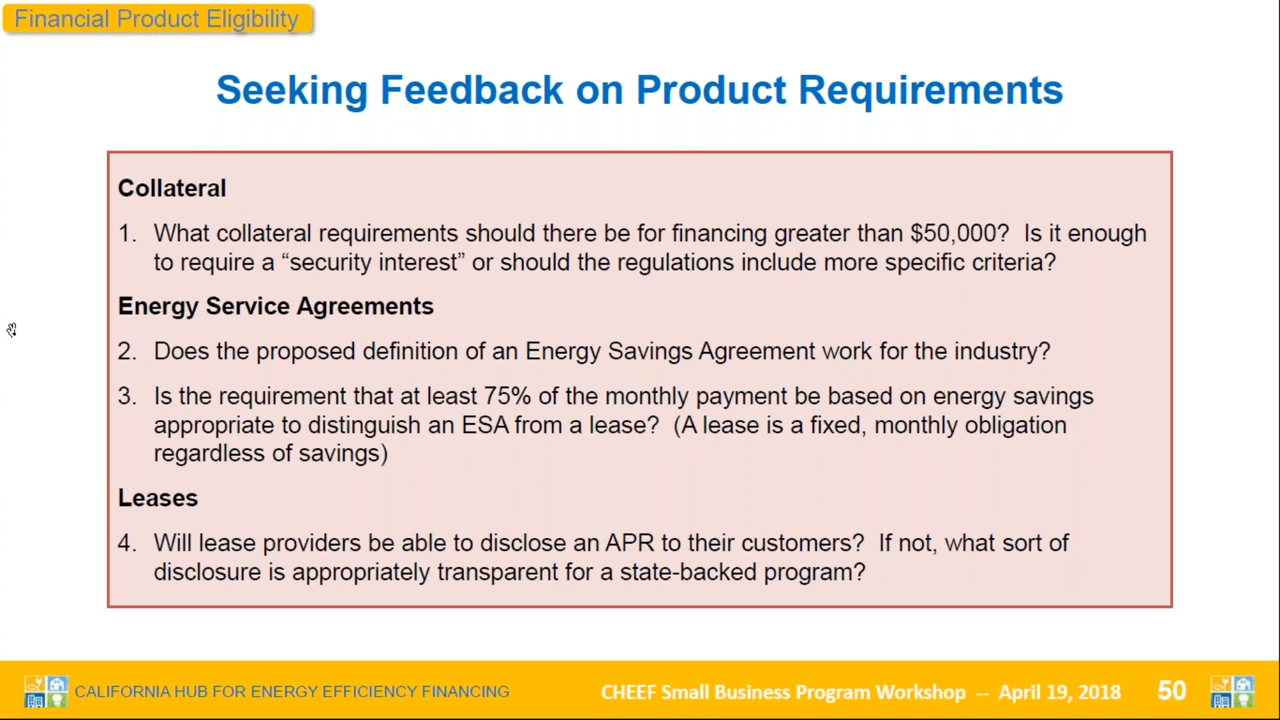 Financial Product Eligibility
Seeking Feedback on Product Requirements
Collateral
1. What collateral requirements should there be for financing greater than $50,000? Is it enough
to require a “security interest” or should the regulations include more specific criteria?
Energy Service Agreements
2. Does the proposed definition of an Energy Savings Agreement work for the industry?
3. Is the requirement that at least 75% of the monthly payment be based on energy savings
appropriate to distinguish an ESA from a lease? (A lease is a fixed, monthly obligation
regardless of savings)
Leases
4. Will lease providers be able to disclose an APR to their customers? If not, what sort of
disclosure is appropriately transparent for a state-backed program?
CALIFORNIA HUB FOR ENERGY EFFICIENCY FINANCING
CHEEF Small Business Program Workshop -- April 19, 2018 50